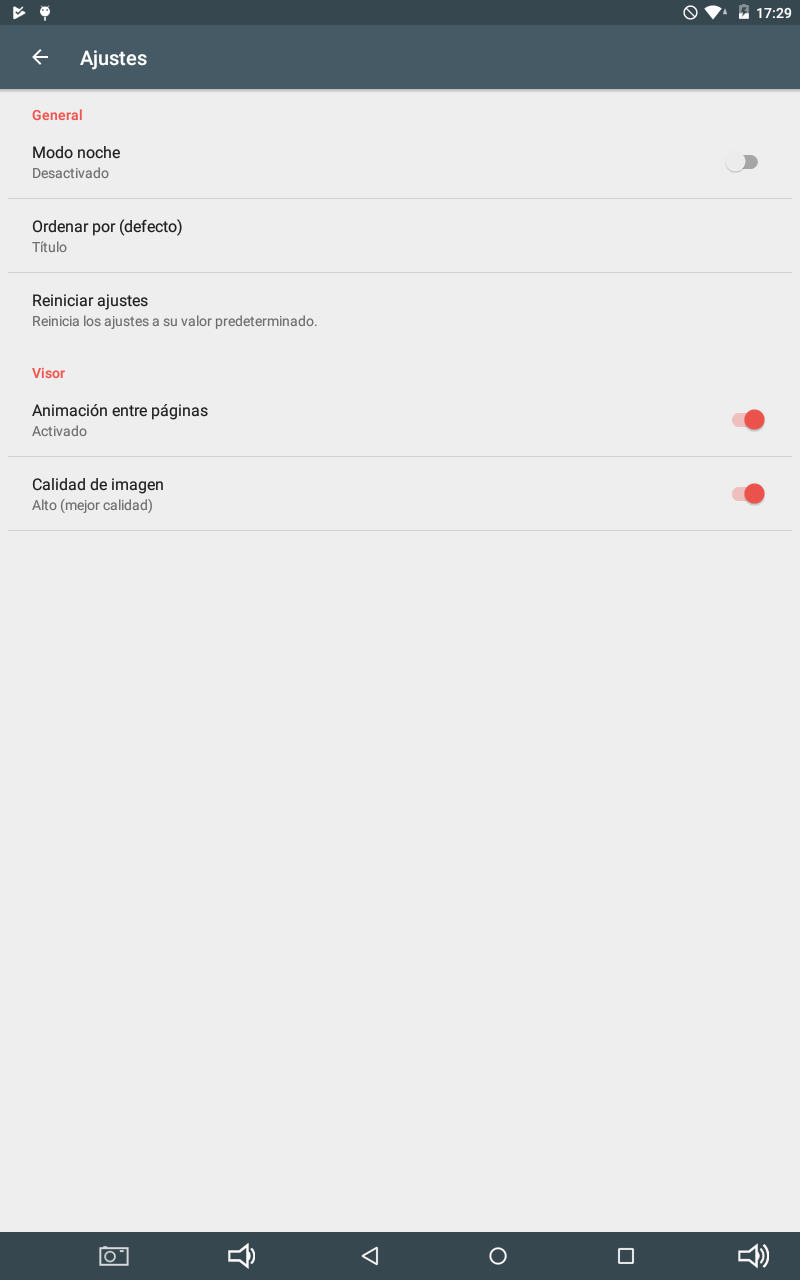 17:29
Ajustes
General
Modo noche
Desactivado
Ordenar por (defecto)
Título
Reiniciar ajustes
Reinicia los ajustes a su valor predeterminado.
Visor
Animación entre páginas
Activado
Calidad de imagen
Alto (mejor calidad)